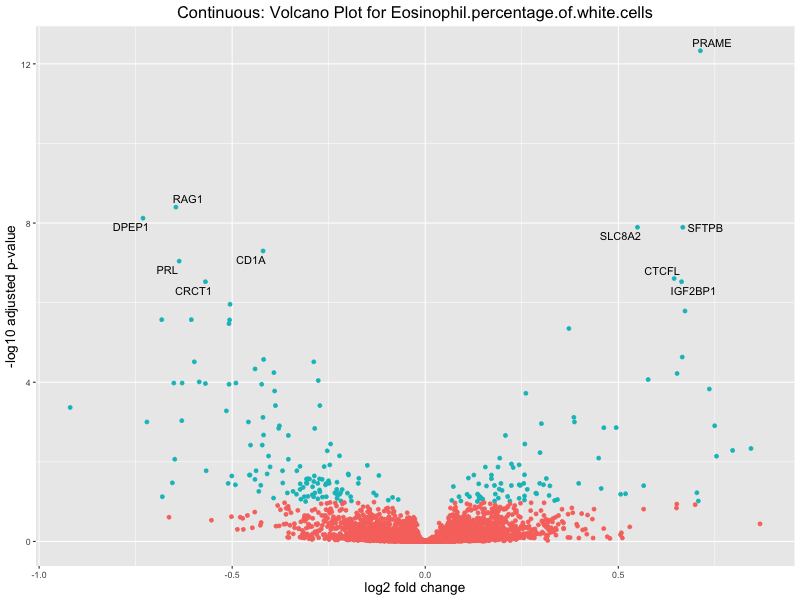 Continuous: Volcano Plot for Eosinophil.percentage.of.white.cells
PRAME
12
RAG1
8
DPEP1
SLC8A2
SFTPB
CD1A
PRL
CTCFL
CRCT1
IGF2BP1
-log10 adjusted p-value
4
0
-1.0
-0.5
0.0
0.5
log2 fold change